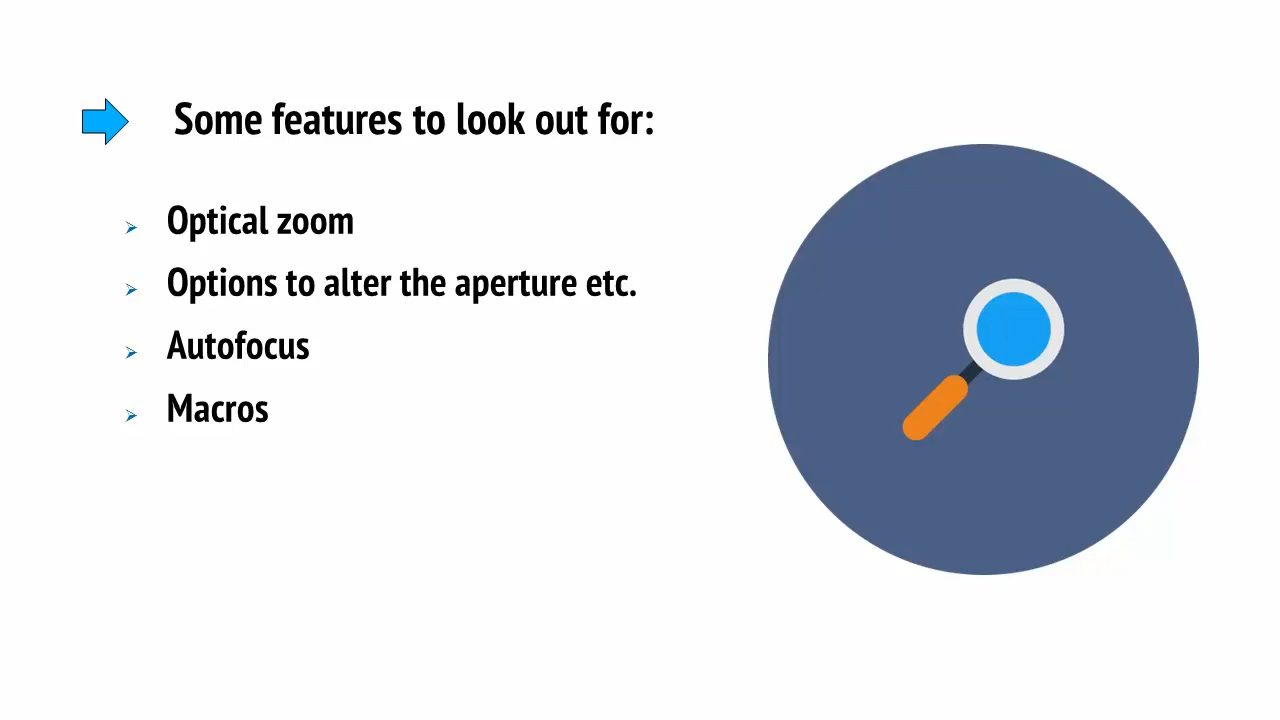 Some features to look out for:
Optical zoom
Options to alter the aperture etc.
Autofocus
Macros